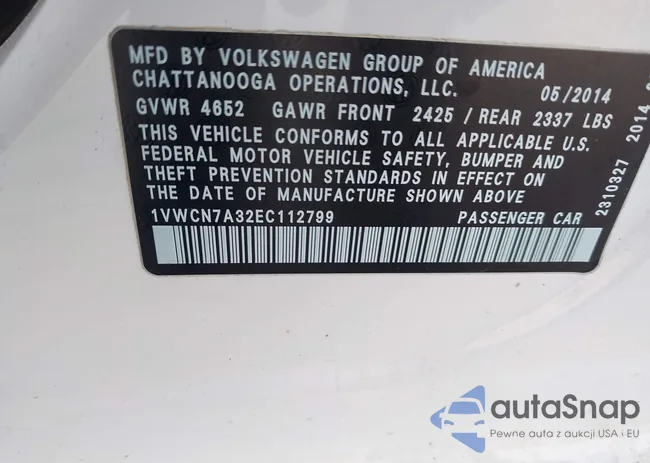 MFD BY VOLKSWAGEN GROUP OF AMERICA
CHATTANOOGA OPERATIONS, LLC.
05/2014
GVWR 4652 GAWR FRONT 2425 / REAR 2337 LBS
THIS VEHICLE CONFORMS TO ALL APPLICABLE U.S.
FEDERAL MOTOR VEHICLE SAFETY, BUMPER AND
THEFT PREVENTION STANDARDS IN EFFECT ON
THE DATE OF MANUFACTURE SHOWN ABOVE
1VWCN7A32EC112799 PASSENGER CAR
2310327 2014
autaSnap
Pewne auta z aukcji USA i EU